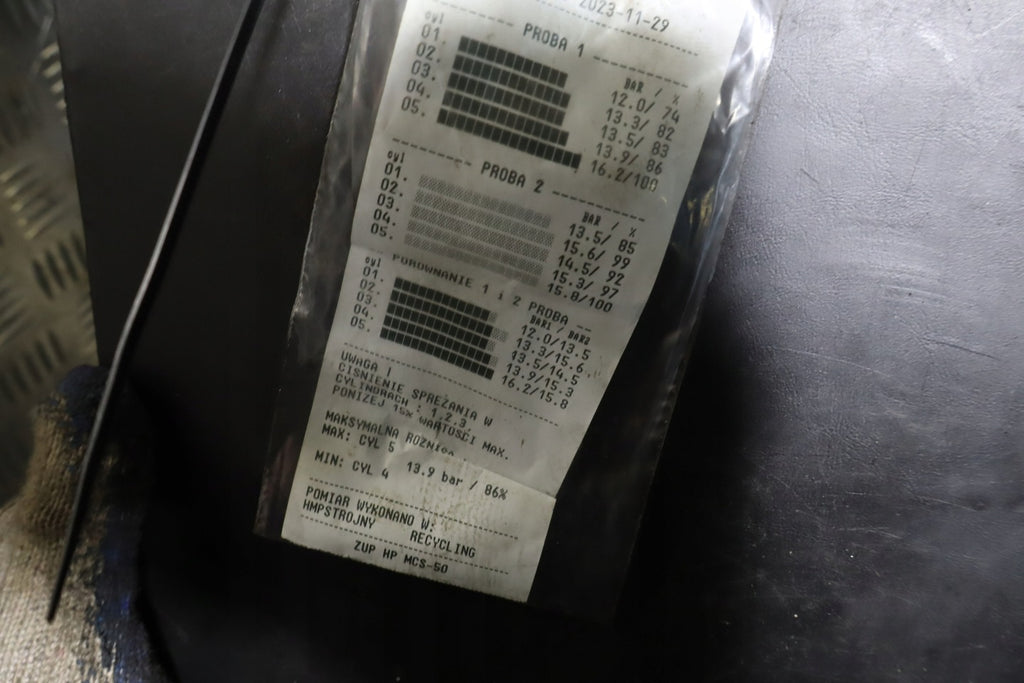 2023-11-29
PROBA 1
cyl BAR / %
01. 12.0/ 74
02. 13.3/ 82
03. 13.5/ 83
04. 13.9/ 86
05. 16.2/100
PROBA 2
cyl BAR / %
01. 13.5/ 85
02. 15.6/ 99
03. 14.5/ 92
04. 15.3/ 97
05. 15.8/100
POROWNANIE 1 i 2 PROBA
cyl BAR1 / BAR2
01. 12.0/13.5
02. 13.3/15.6
03. 13.5/14.5
04. 13.9/15.3
05. 16.2/15.8
UWAGA !
CISNIENIE SPREZANIA W
CYLINDRACH : 1,2,3,
PONIZEJ 15% WARTOSCI MAX.
MAKSYMALNA
MAX: CYL 5
MIN: CYL 4 13.9 bar / 86%
POMIAR WYKONANO W:
HMPSTROJNY
RECYCLING
ZUP HP MCS-50